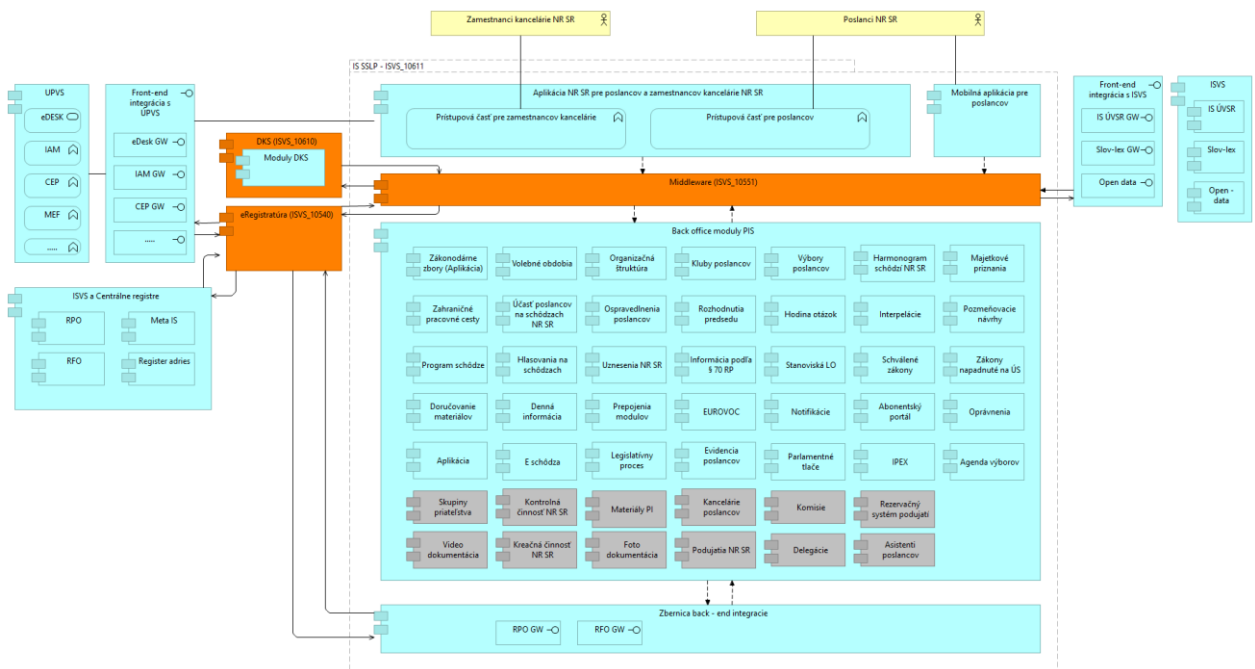 Zamestnanci kancelárie NR SR
Poslanci NR SR
IS SSLP - ISVS_10611
UPVS
eDESK
IAM
CEP
MEF
.....
Front-end
integrácia s
ÚPVS
eDesk GW
IAM GW
CEP GW
.....
DKS (ISVS_10610)
Moduly DKS
eRegistratúra (ISVS_10540)
ISVS a Centrálne registre
RPO
Meta IS
RFO
Register adries
Aplikácia NR SR pre poslancov a zamestnancov kancelárie NR SR
Prístupová časť pre zamestnancov kancelárie
Prístupová časť pre poslancov
Mobilná aplikácia pre
poslancov
Middleware (ISVS_10551)
Front-end
integrácia s ISVS
IS ÚVSR GW
Slov-lex GW
Open data
ISVS
IS ÚVSR
Slov-lex
Open -
data
Back office moduly PIS
Zákonodarne
zbory (Aplikácia)
Volebné obdobia
Organizačná
štruktúra
Kluby poslancov
Výbory
poslancov
Harmonogram
schôdzí NR SR
Majetkové
priznania
Zahraničné
pracovné cesty
Účasť poslancov
na schôdzach
NR SR
Ospravedlnenia
poslancov
Rozhodnutia
predsedu
Hodina otázok
Interpelácie
Pozmeňovacie
návrhy
Program schôdze
Hlasovania na
schôdzach
Uznesenia NR SR
Informácia podľa
§ 70 RP
Stanoviská LO
Schválené
zákony
Zákony
napadnuté na ÚS
Doručovanie
materiálov
Denná
informácia
Prepojenia
modulov
EUROVOC
Notifikácie
Abonentský
portál
Oprávnenia
Aplikácia
E schôdza
Legislatívny
proces
Evidencia
poslancov
Parlamentné
tlače
IPEX
Agenda výborov
Skupiny
priateľstva
Kontrolná
činnosť NR SR
Materiály PI
Kancelárie
poslancov
Komisie
Rezervačný
systém podujatí
Video
dokumentácia
Kreačná činnosť
NR SR
Foto
dokumentácia
Podujatia NR SR
Delegácie
Asistenti
poslancov
Zbernica back - end integracie
RPO GW
RFO GW